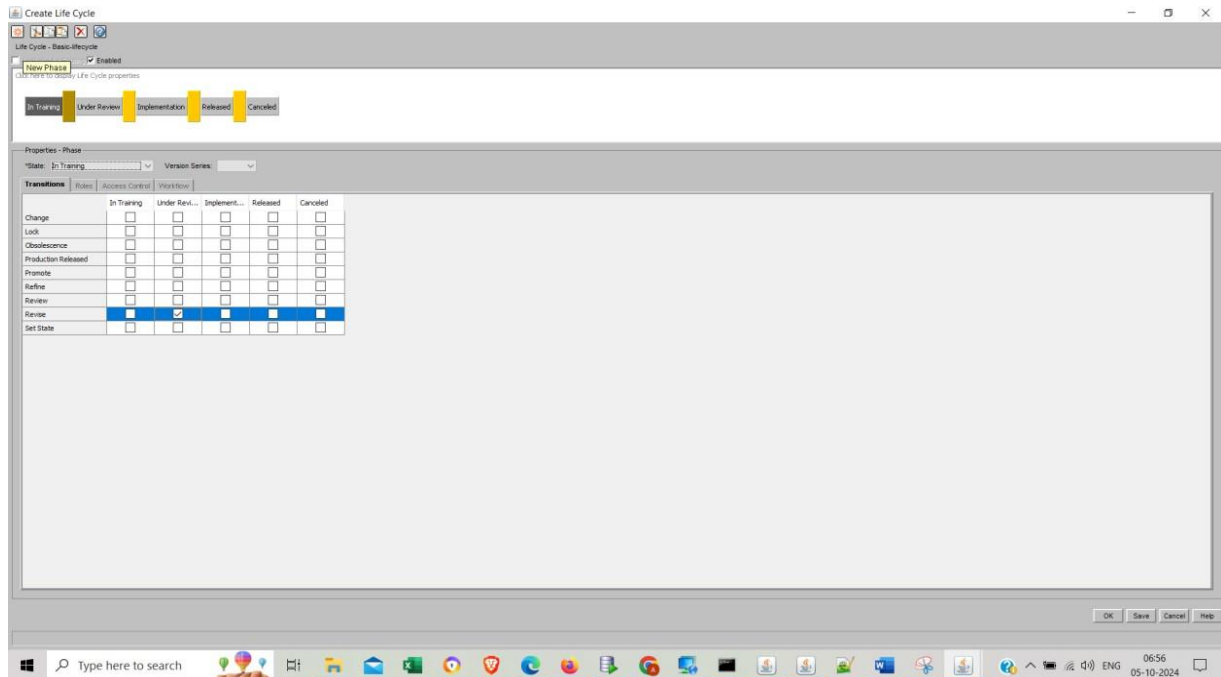 Create Life Cycle
Life Cycle - Basic-lifecycle
Enabled
New Phase
Click here to display Life Cycle properties
In Training Under Review Implementation Released Canceled
Properties - Phase
*State: In Training Version Series:
Transitions Roles Access Control Workflow
In Training Under Revi... Implement... Released Canceled
Change
Lock
Obsolescence
Production Released
Promote
Refine
Review
Revise
Set State
OK Save Cancel Help
Type here to search ENG 06:56
05-10-2024